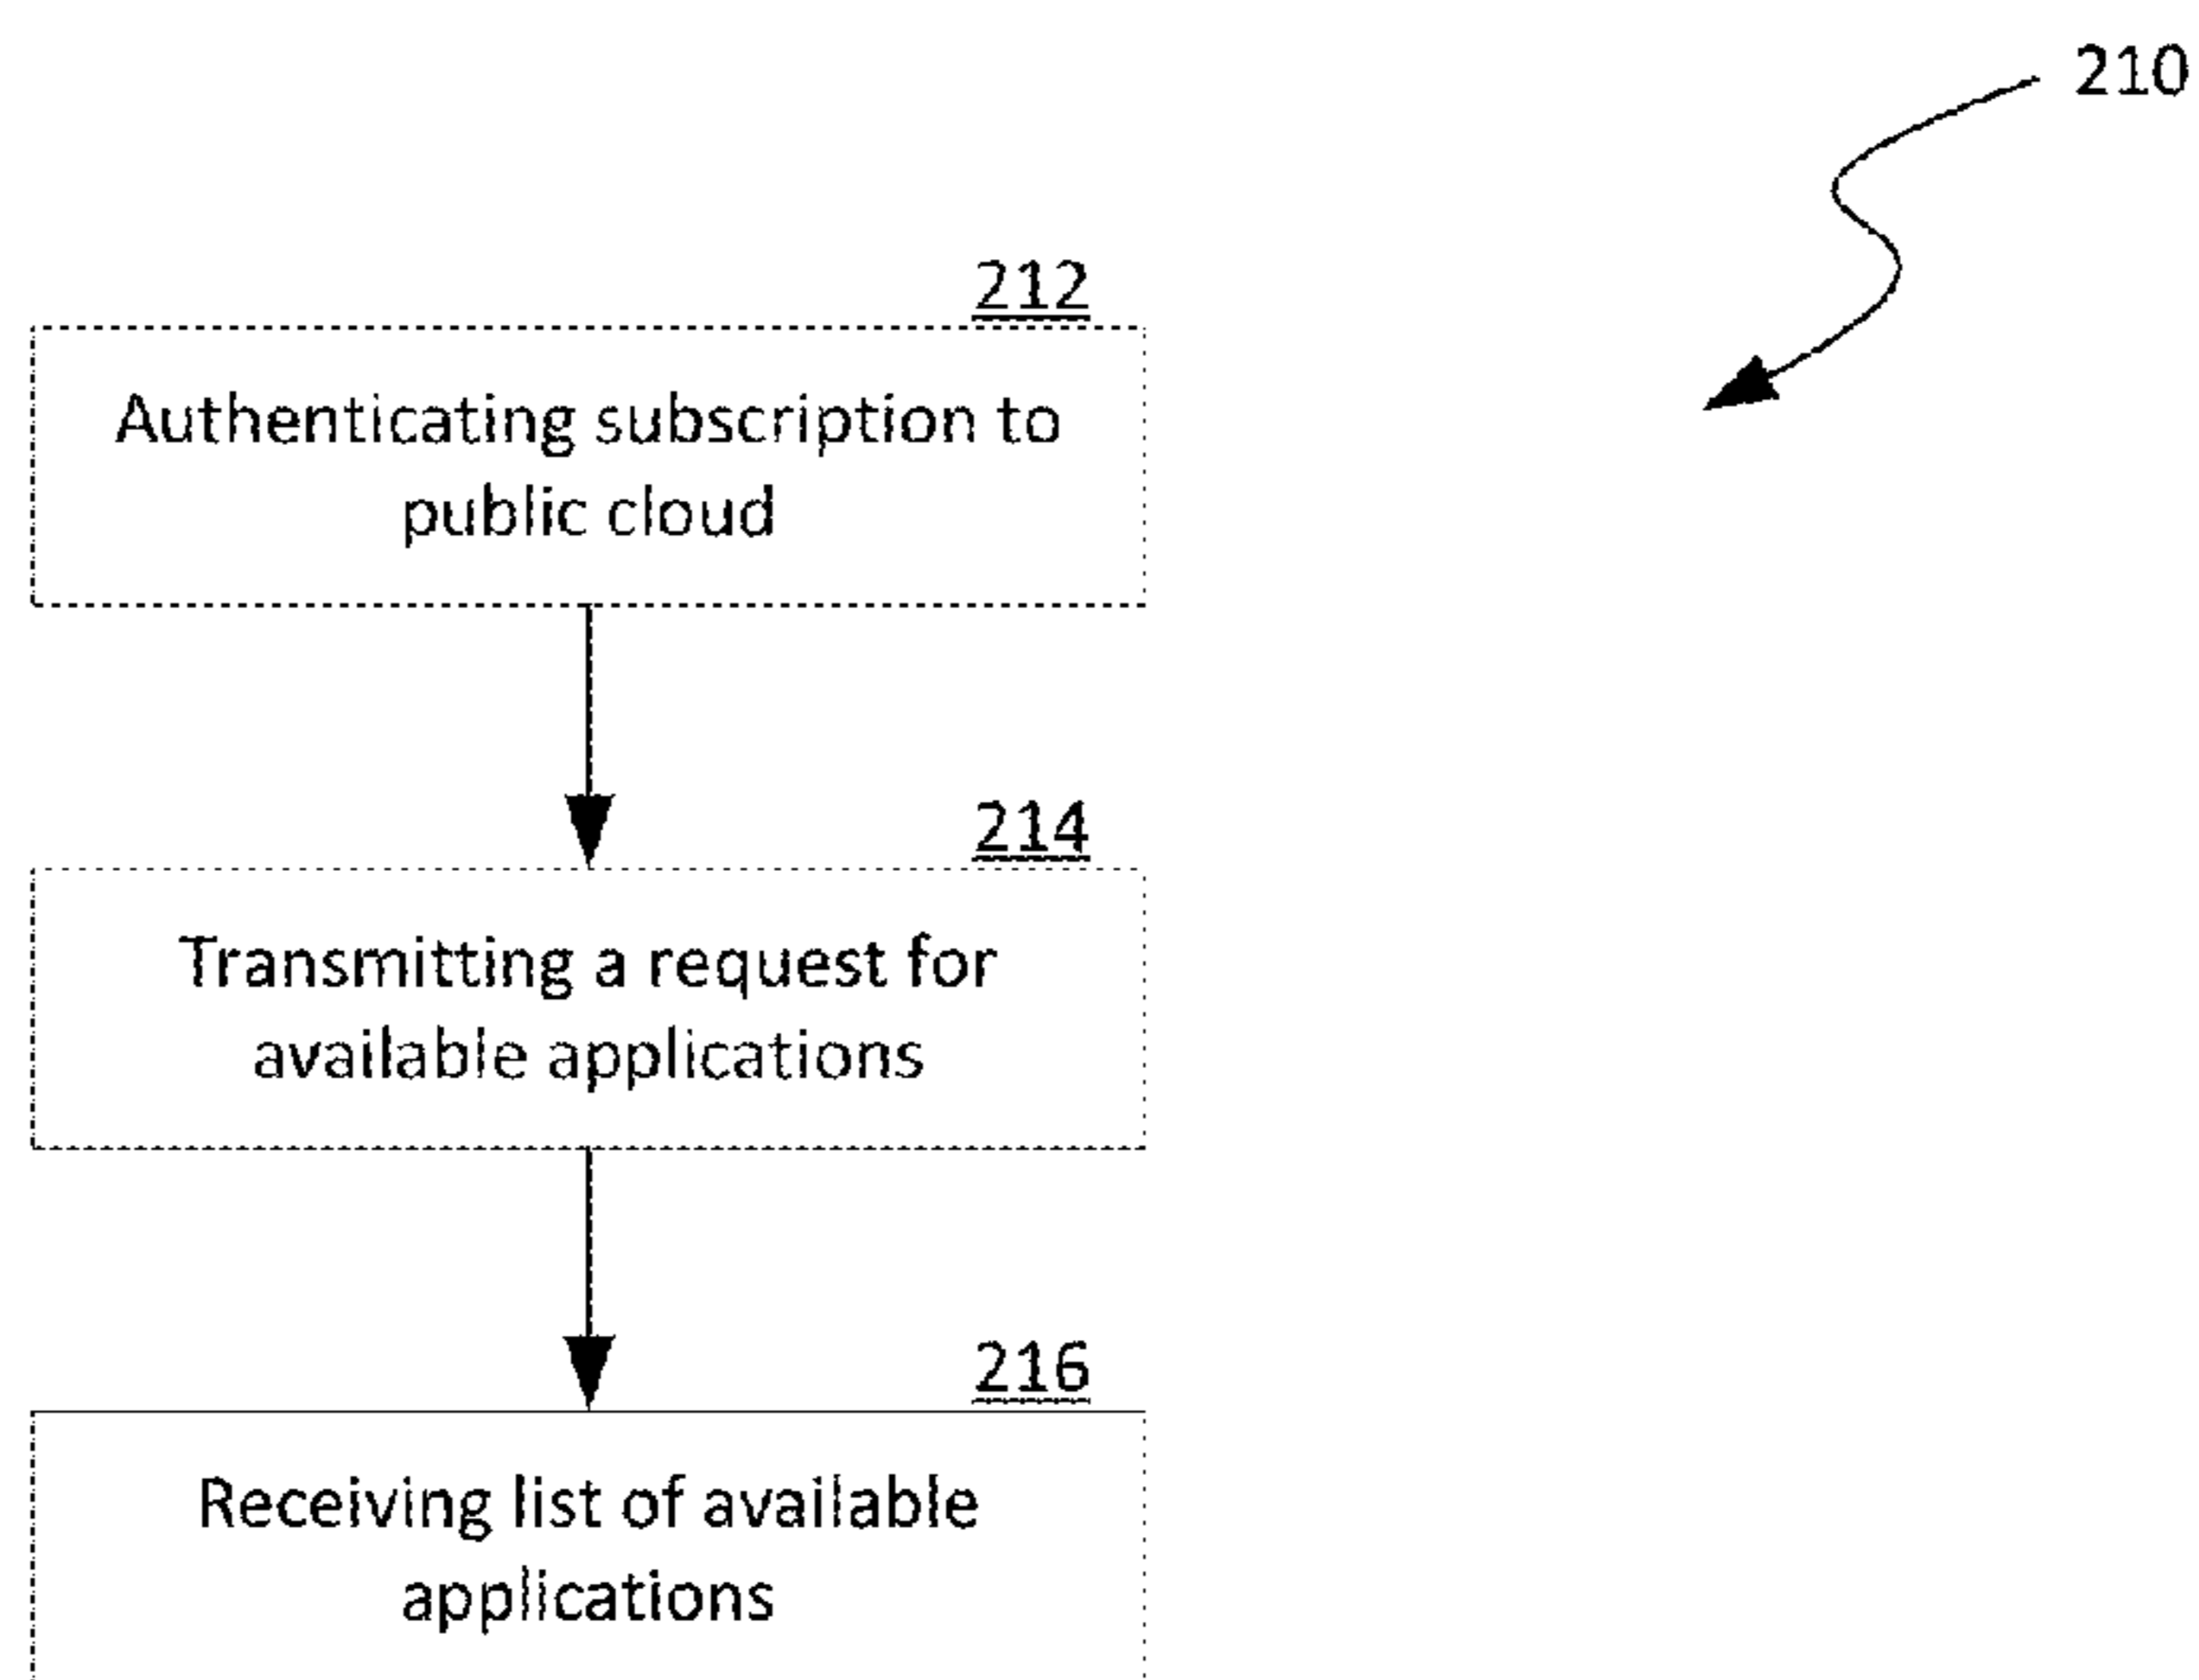 210
212
Authenticating subscription to
public cloud
214
Transmitting a request for
available applications
216
Receiving list of available
applications